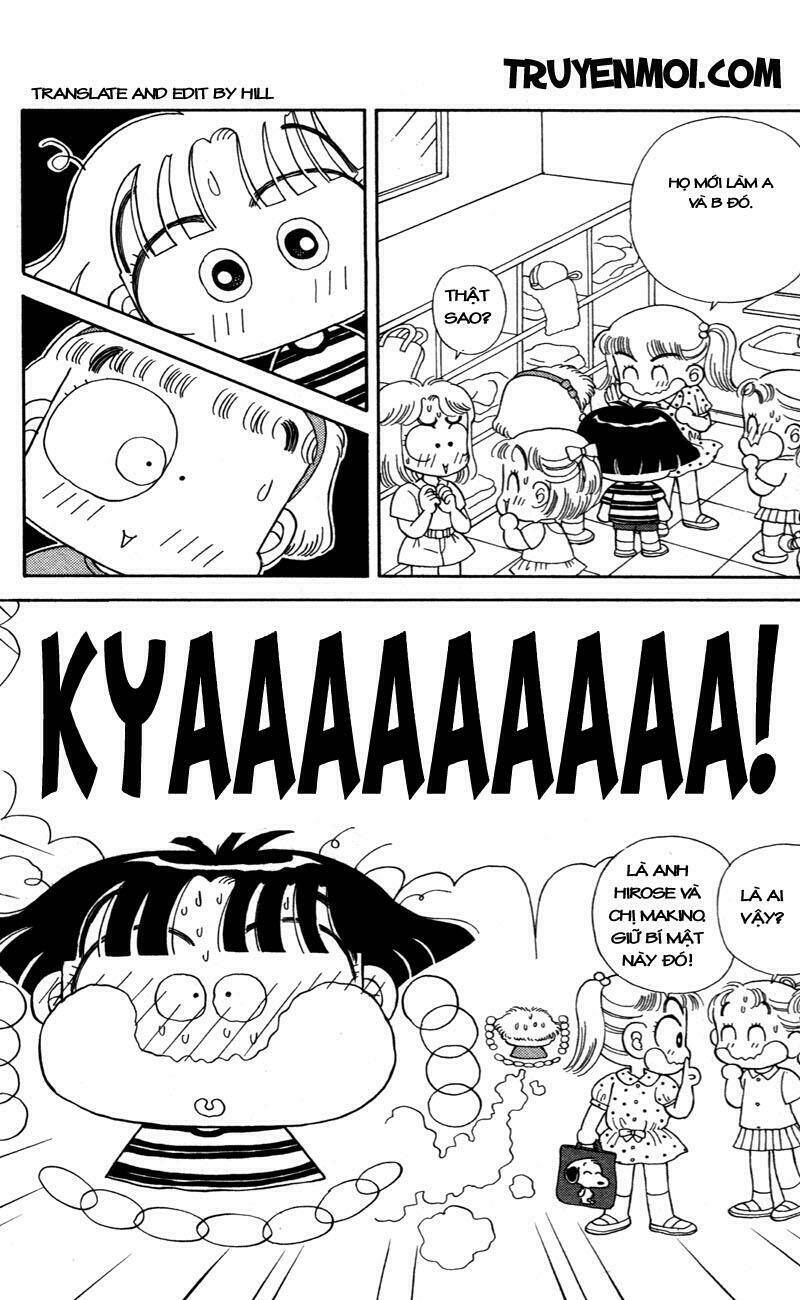 TRUYENMOI.COM
TRANSLATE AND EDIT BY HILL
HỌ MỚI LÀM A
VÀ B ĐÓ.
THẬT
SAO?
KYAAAAAAAAAA!
LÀ ANH
HIROSE VÀ
CHỊ MAKINO,
GIỮ BÍ MẬT
NÀY ĐÓ!
LÀ AI
VẬY?